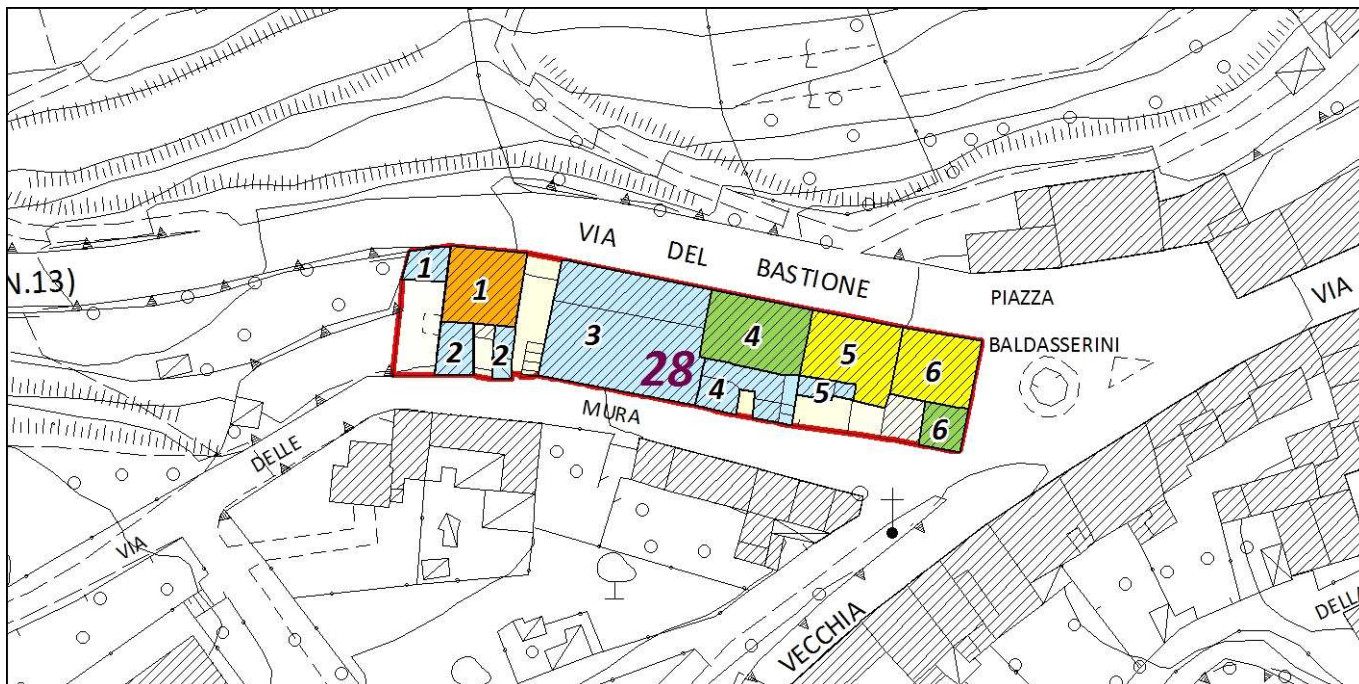 VIA DEL BASTIONE
N.13)
1
1
2
2
3
28
4
4
5
5
6
6
PIAZZA
BALDASSERINI
VIA
MURA
DELLE
VIA
VECCHIA
DELLA